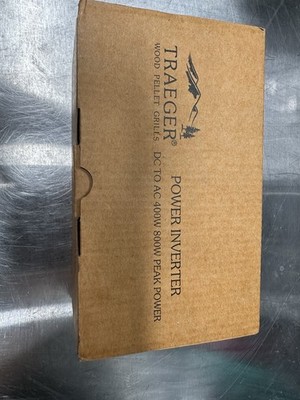 TRAEGER®
WOOD PELLET GRILLS
POWER INVERTER
DC TO AC 400W 800W PEAK POWER